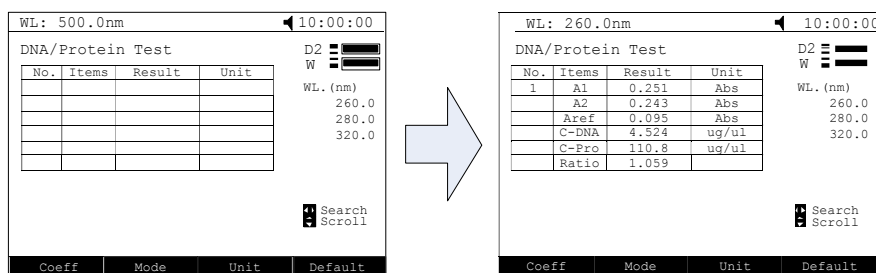 WL: 500.0nm 10:00:00
DNA/Protein Test D2
W
No. Items Result Unit
WL.(nm)
260.0
280.0
320.0
Search
Scroll
Coeff Mode Unit Default
WL: 260.0nm 10:00:00
DNA/Protein Test D2
W
No. Items Result Unit
1 A1 0.251 Abs WL.(nm)
A2 0.243 Abs 260.0
Aref 0.095 Abs 280.0
C-DNA 4.524 ug/ul 320.0
C-Pro 110.8 ug/ul
Ratio 1.059
Search
Scroll
Coeff Mode Unit Default